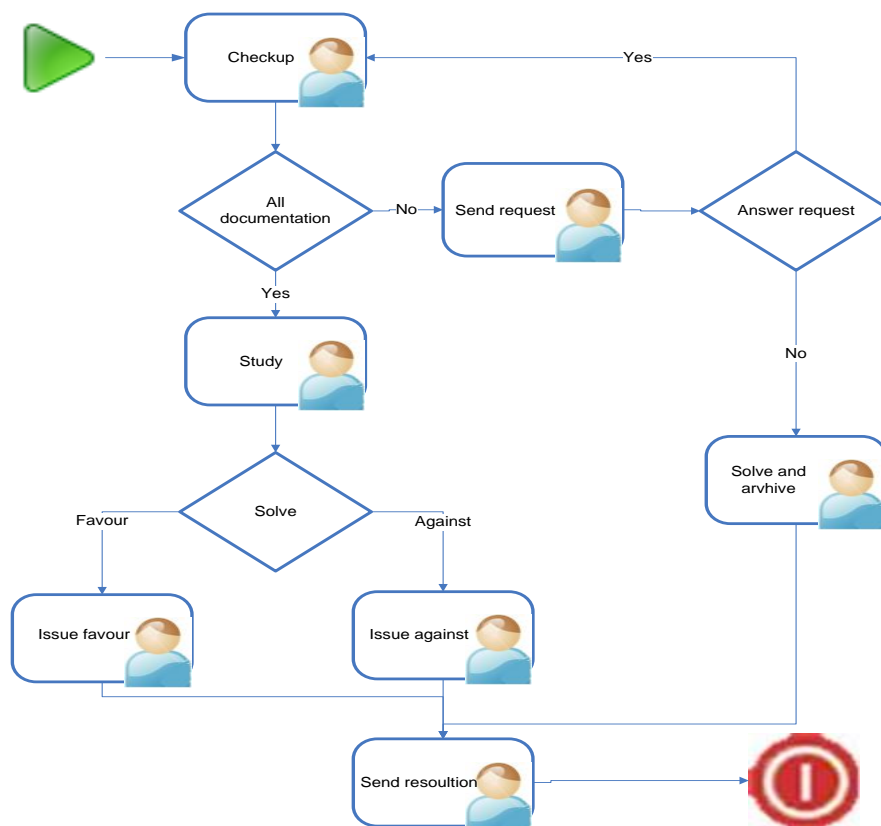 Checkup
Yes
All
documentation
No
Send request
Answer request
Yes
Study
No
Solve and
arvhive
Solve
Favour
Against
Issue favour
Issue against
Send resoultion